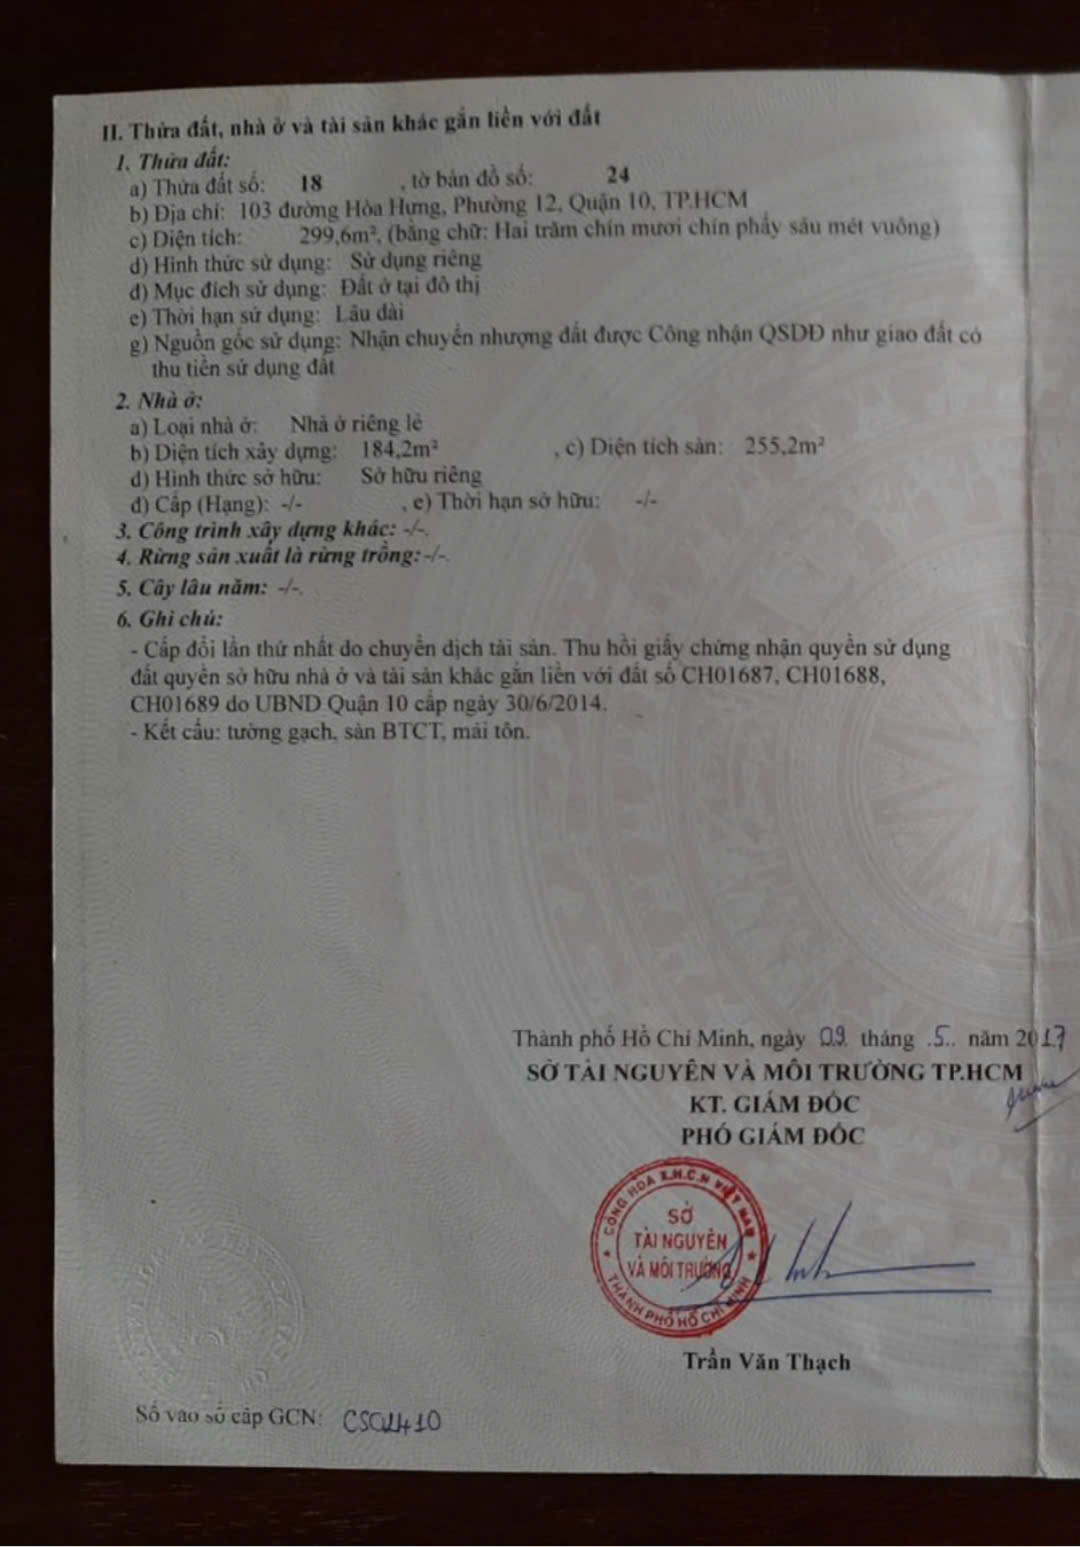 II. Thửa đất, nhà ở và tài sản khác gắn liền với đất
1. Thửa đất:
a) Thửa đất số: 18 , tờ bản đồ số: 24
b) Địa chỉ: 103 đường Hòa Hưng, Phường 12, Quận 10, TP.HCM
c) Diện tích: 299,6m², (bằng chữ: Hai trăm chín mươi chín phẩy sáu mét vuông)
d) Hình thức sử dụng: Sử dụng riêng
đ) Mục đích sử dụng: Đất ở tại đô thị
e) Thời hạn sử dụng: Lâu dài
g) Nguồn gốc sử dụng: Nhận chuyển nhượng đất được Công nhận QSDĐ như giao đất có
thu tiền sử dụng đất
2. Nhà ở:
a) Loại nhà ở: Nhà ở riêng lẻ
b) Diện tích xây dựng: 184,2m² , c) Diện tích sàn: 255,2m²
d) Hình thức sở hữu: Sở hữu riêng
đ) Cấp (Hạng): -/- , e) Thời hạn sở hữu: -/-
3. Công trình xây dựng khác: -/-.
4. Rừng sản xuất là rừng trồng:-/-.
5. Cây lâu năm: -/-.
6. Ghi chú:
- Cấp đổi lần thứ nhất do chuyển dịch tài sản. Thu hồi giấy chứng nhận quyền sử dụng
đất quyền sở hữu nhà ở và tài sản khác gắn liền với đất số CH01687, CH01688,
CH01689 do UBND Quận 10 cấp ngày 30/6/2014.
- Kết cấu: tường gạch, sàn BTCT, mái tôn.
Thành phố Hồ Chí Minh, ngày 09 tháng 5 năm 2017
SỞ TÀI NGUYÊN VÀ MÔI TRƯỜNG TP.HCM
KT. GIÁM ĐỐC
PHÓ GIÁM ĐỐC
CỘNG HÒA X.H.C.N VIỆT NAM
SỞ
TÀI NGUYÊN
VÀ MÔI TRƯỜNG
THÀNH PHỐ HỒ CHÍ MINH
Trần Văn Thạch
Số vào sổ cấp GCN: